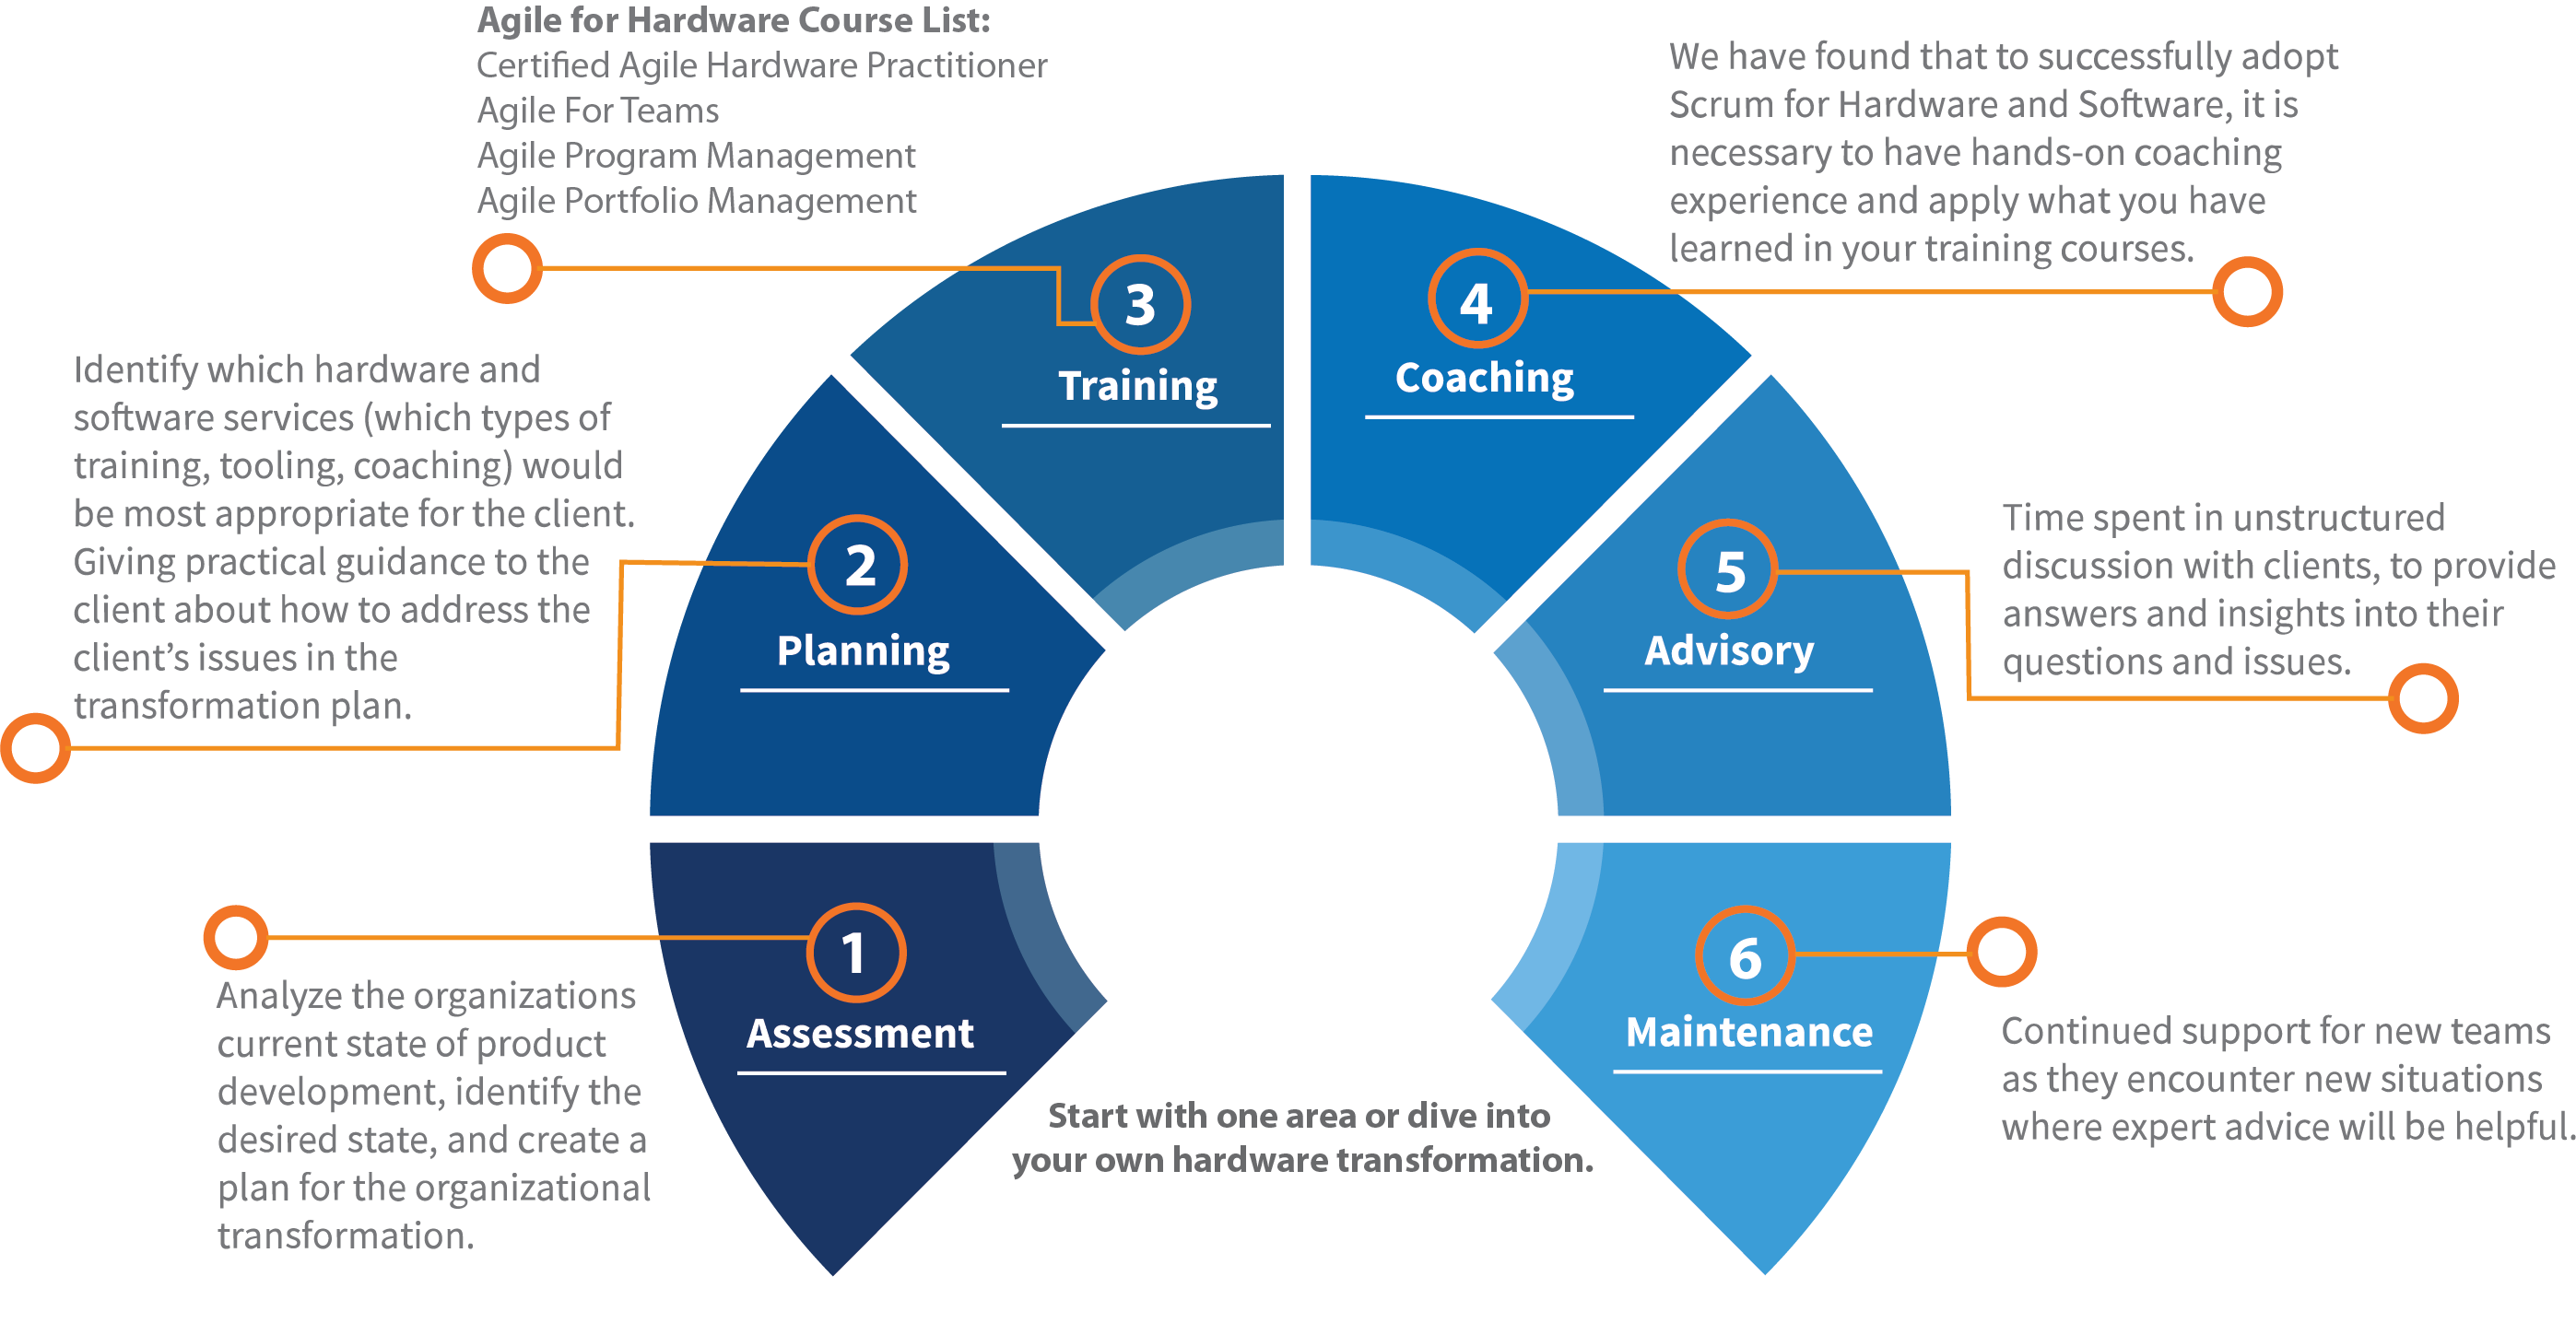 Agile for Hardware Course List:
Certified Agile Hardware Practitioner
Agile For Teams
Agile Program Management
Agile Portfolio Management
We have found that to successfully adopt
Scrum for Hardware and Software, it is
necessary to have hands-on coaching
experience and apply what you have
learned in your training courses.
3
Training
4
Coaching
Identify which hardware and
software services (which types of
training, tooling, coaching) would
be most appropriate for the client.
Giving practical guidance to the
client about how to address the
client’s issues in the
transformation plan.
2
Planning
5
Advisory
Time spent in unstructured
discussion with clients, to provide
answers and insights into their
questions and issues.
1
Assessment
Analyze the organizations
current state of product
development, identify the
desired state, and create a
plan for the organizational
transformation.
6
Maintenance
Continued support for new teams
as they encounter new situations
where expert advice will be helpful.
Start with one area or dive into
your own hardware transformation.